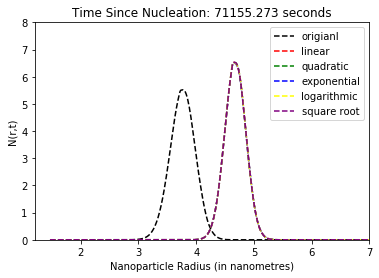 Time Since Nucleation: 71155.273 seconds
8
7
6
5
4
3
2
1
0
N(r,t)
origianl
linear
quadratic
exponential
logarithmic
square root
2 3 4 5 6 7
Nanoparticle Radius (in nanometres)